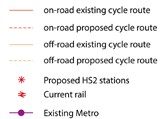 on-road existing cycle route
on-road proposed cycle route
off-road existing cycle route
off-road proposed cycle route
Proposed HS2 stations
Current rail
Existing Metro